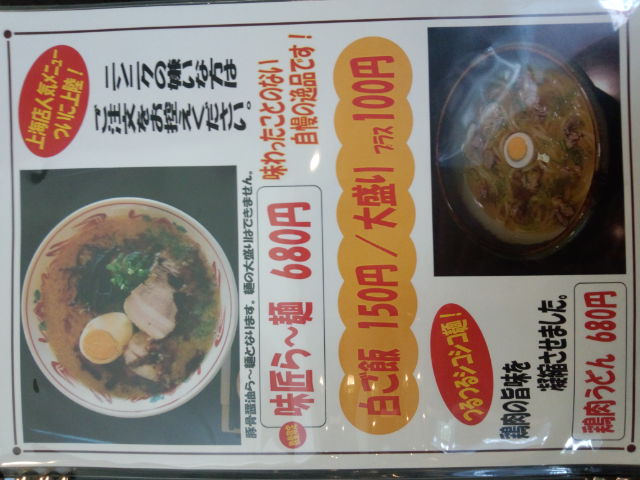 上海店人気メニュー
ついに上陸！
ニンニクの嫌いな方は
ご注文をお控えください。
味わったことのない
自慢の逸品です！
味匠ら～麺 680円
豚骨醤油ら～麺となります。麺の大盛りはできません。
白ご飯 150円／大盛り プラス100円
つるつるシコシコ麺！
鶏肉の旨味を
凝縮させました。
鶏肉うどん 680円